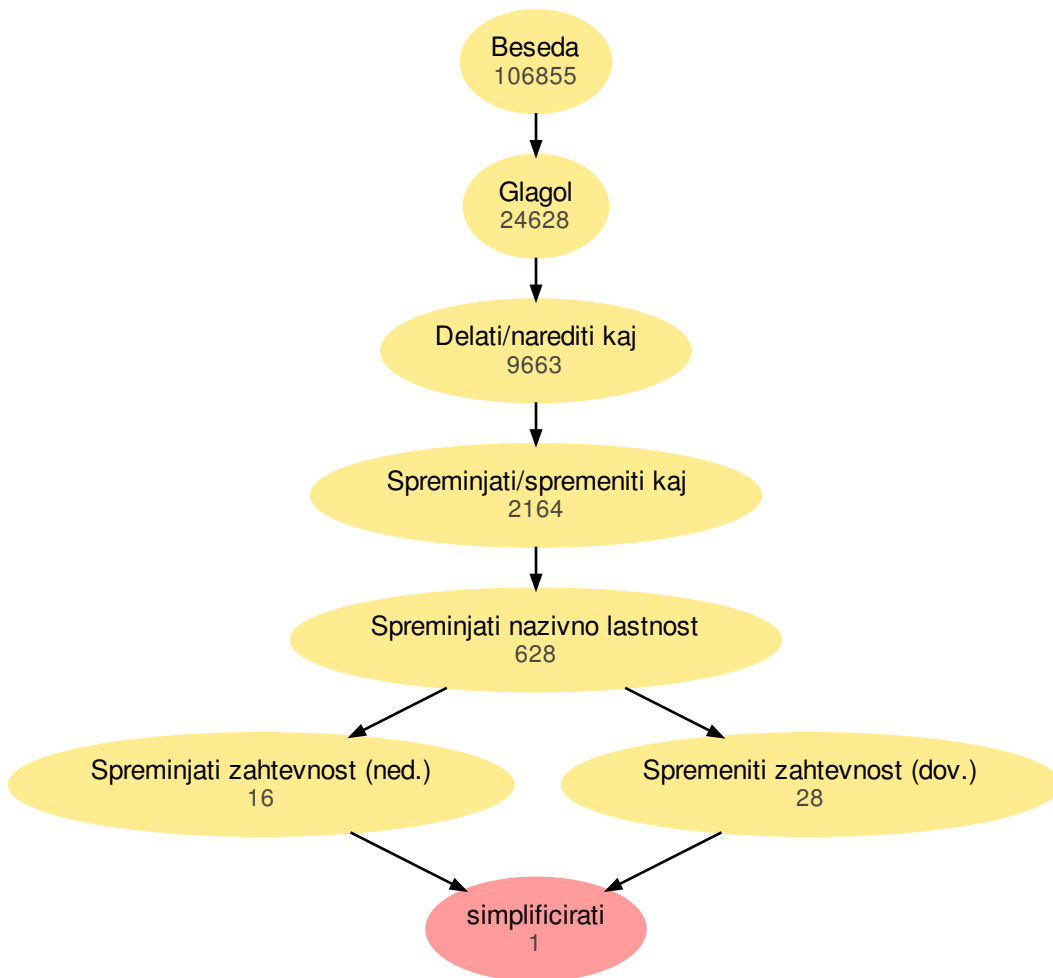 Beseda
106855
Glagol
24628
Delati/narediti kaj
9663
Spreminjati/spremeniti kaj
2164
Spreminjati nazivno lastnost
628
Spreminjati zahtevnost (ned.)
16
Spremeniti zahtevnost (dov.)
28
simplificirati
1